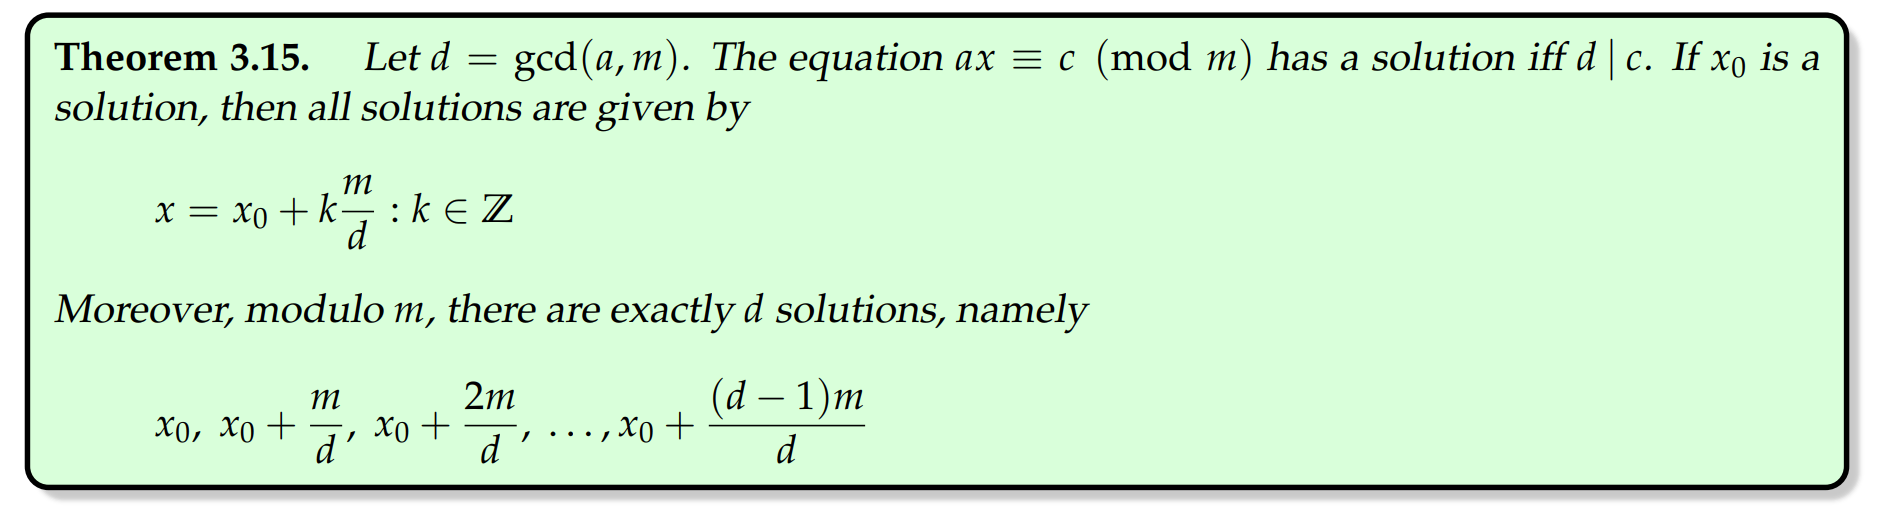 Theorem 3.15. Let d = gcd(a, m). The equation ax ≡ c (mod m) has a solution iff d | c. If x₀ is a
solution, then all solutions are given by
x = x₀ + k m/d : k ∈ ℤ
Moreover, modulo m, there are exactly d solutions, namely
x₀, x₀ + m/d, x₀ + 2m/d, . . . , x₀ + (d − 1)m/d